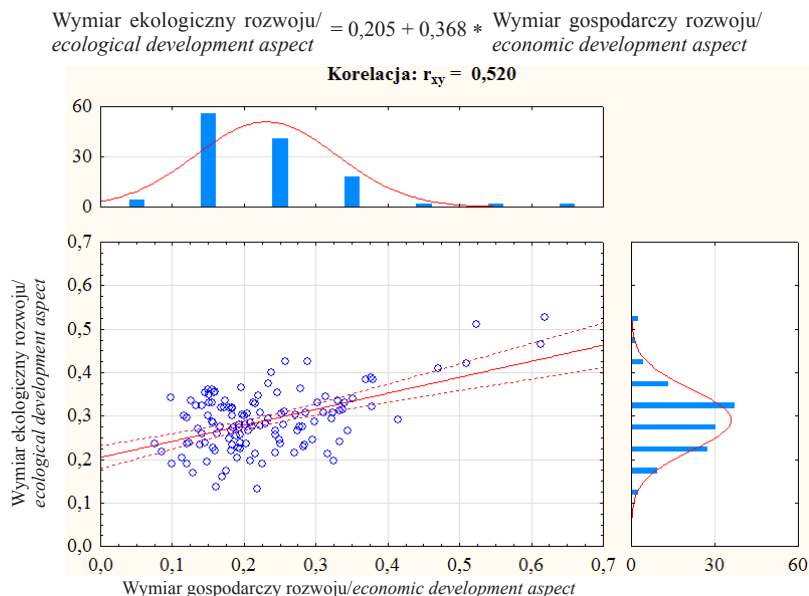 Wymiar ekologiczny rozwoju/ = 0,205 + 0,368 * Wymiar gospodarczy rozwoju/
ecological development aspect economic development aspect
Korelacja: rxy = 0,520
60
30
0
0,7
0,6
0,5
0,4
0,3
0,2
0,1
0,0
Wymiar ekologiczny rozwoju/
ecological development aspect
0,0 0,1 0,2 0,3 0,4 0,5 0,6 0,7
0 30 60
Wymiar gospodarczy rozwoju/economic development aspect